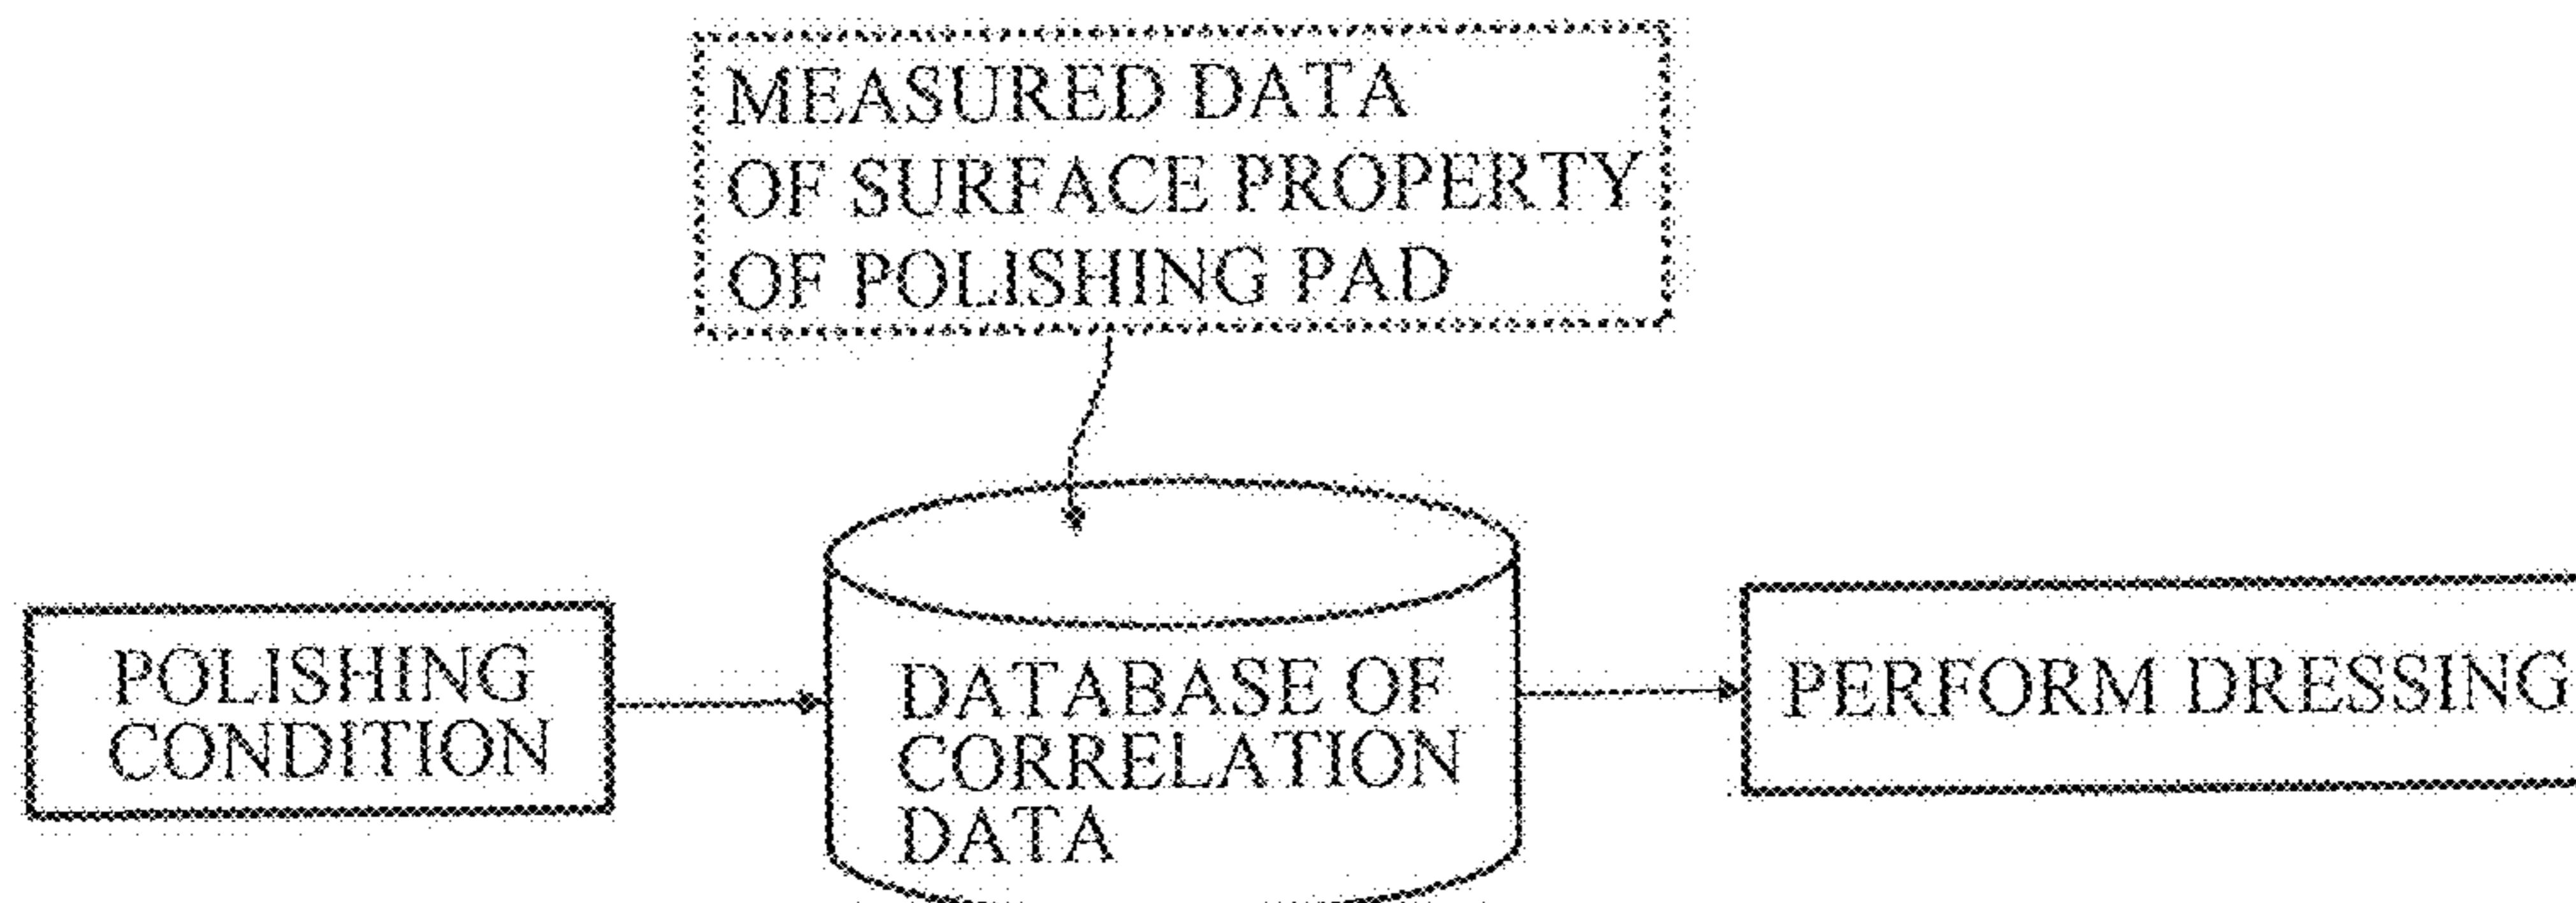 MEASURED DATA
OF SURFACE PROPERTY
OF POLISHING PAD
POLISHING
CONDITION
DATABASE OF
CORRELATION
DATA
PERFORM DRESSING